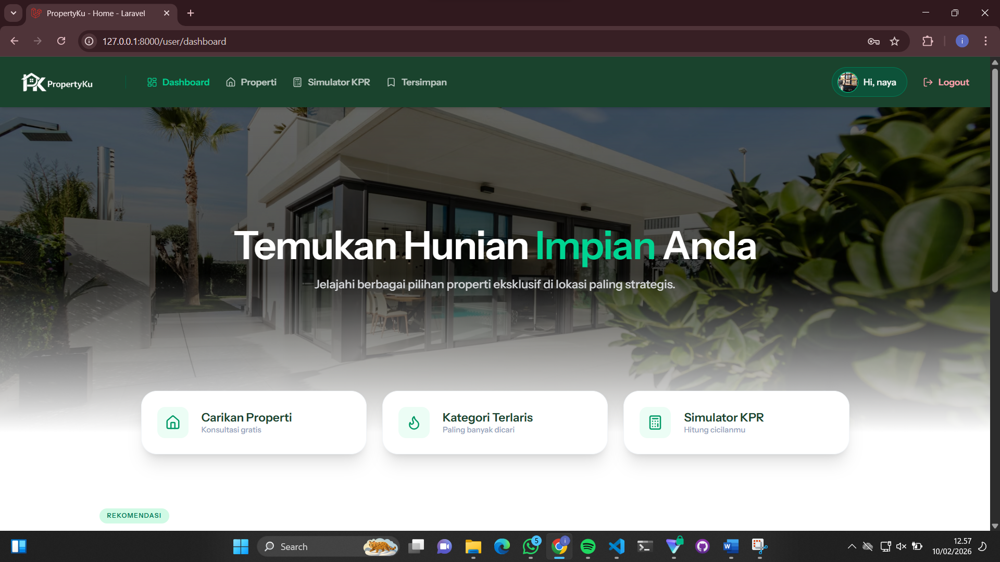 PropertyKu - Home - Laravel
127.0.0.1:8000/user/dashboard
i
PK PropertyKu
Dashboard
Properti
Simulator KPR
Tersimpan
Hi, naya
Logout
Temukan Hunian Impian Anda
Jelajahi berbagai pilihan properti eksklusif di lokasi paling strategis.
Carikan Properti
Konsultasi gratis
Kategori Terlaris
Paling banyak dicari
Simulator KPR
Hitung cicilanmu
REKOMENDASI
Search
5
i
W
12.57
10/02/2026